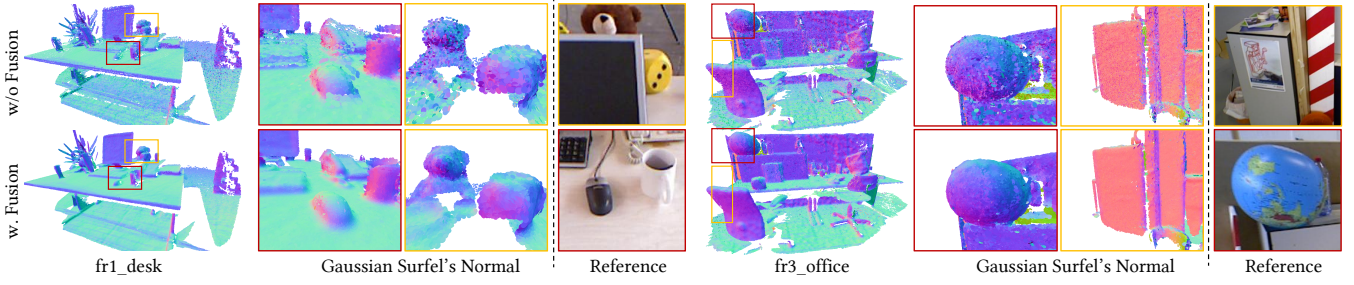 w/o Fusion
w. Fusion
fr1_desk
Gaussian Surfel's Normal
Reference
fr3_office
Gaussian Surfel's Normal
Reference